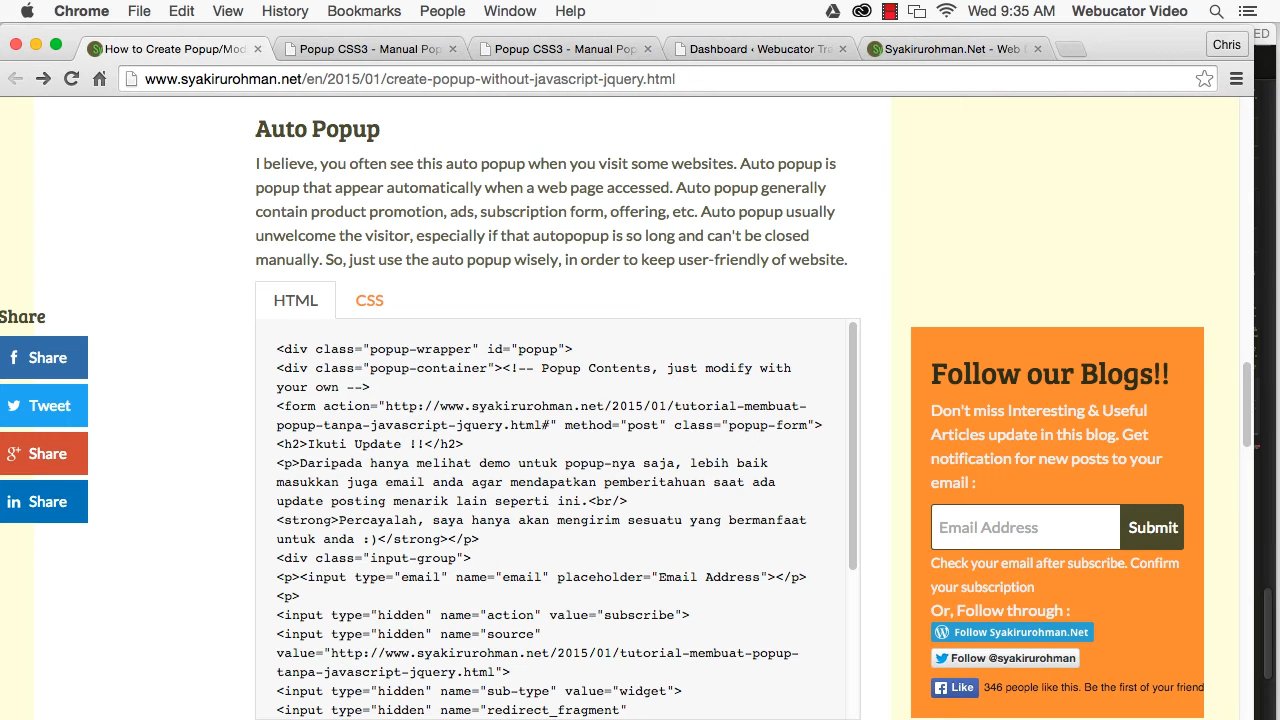 Chrome File Edit View History Bookmarks People Window Help Wed 9:35 AM Webucator Video
How to Create Popup/Mod Popup CSS3 - Manual Pop Popup CSS3 - Manual Pop Dashboard ‹ Webucator Tra Syakirurohman.Net - Web D Chris
ED
www.syakirurohman.net/en/2015/01/create-popup-without-javascript-jquery.html
Auto Popup
I believe, you often see this auto popup when you visit some websites. Auto popup is
popup that appear automatically when a web page accessed. Auto popup generally
contain product promotion, ads, subscription form, offering, etc. Auto popup usually
unwelcome the visitor, especially if that autopopup is so long and can't be closed
manually. So, just use the auto popup wisely, in order to keep user-friendly of website.
HTML CSS
<div class="popup-wrapper" id="popup">
<div class="popup-container"><!-- Popup Contents, just modify with
your own -->
<form action="http://www.syakirurohman.net/2015/01/tutorial-membuat-
popup-tanpa-javascript-jquery.html#" method="post" class="popup-form">
<h2>Ikuti Update !!</h2>
<p>Daripada hanya melihat demo untuk popup-nya saja, lebih baik
masukkan juga email anda agar mendapatkan pemberitahuan saat ada
update posting menarik lain seperti ini.<br/>
<strong>Percayalah, saya hanya akan mengirim sesuatu yang bermanfaat
untuk anda :)</strong></p>
<div class="input-group">
<p><input type="email" name="email" placeholder="Email Address"></p>
<p>
<input type="hidden" name="action" value="subscribe">
<input type="hidden" name="source"
value="http://www.syakirurohman.net/2015/01/tutorial-membuat-popup-
tanpa-javascript-jquery.html">
<input type="hidden" name="sub-type" value="widget">
<input type="hidden" name="redirect_fragment"
Share
Share
Tweet
Share
Share
Follow our Blogs!!
Don't miss Interesting & Useful
Articles update in this blog. Get
notification for new posts to your
email :
Email Address Submit
Check your email after subscribe. Confirm
your subscription
Or, Follow through :
Follow Syakirurohman.Net
Follow @syakirurohman
Like 346 people like this. Be the first of your friend